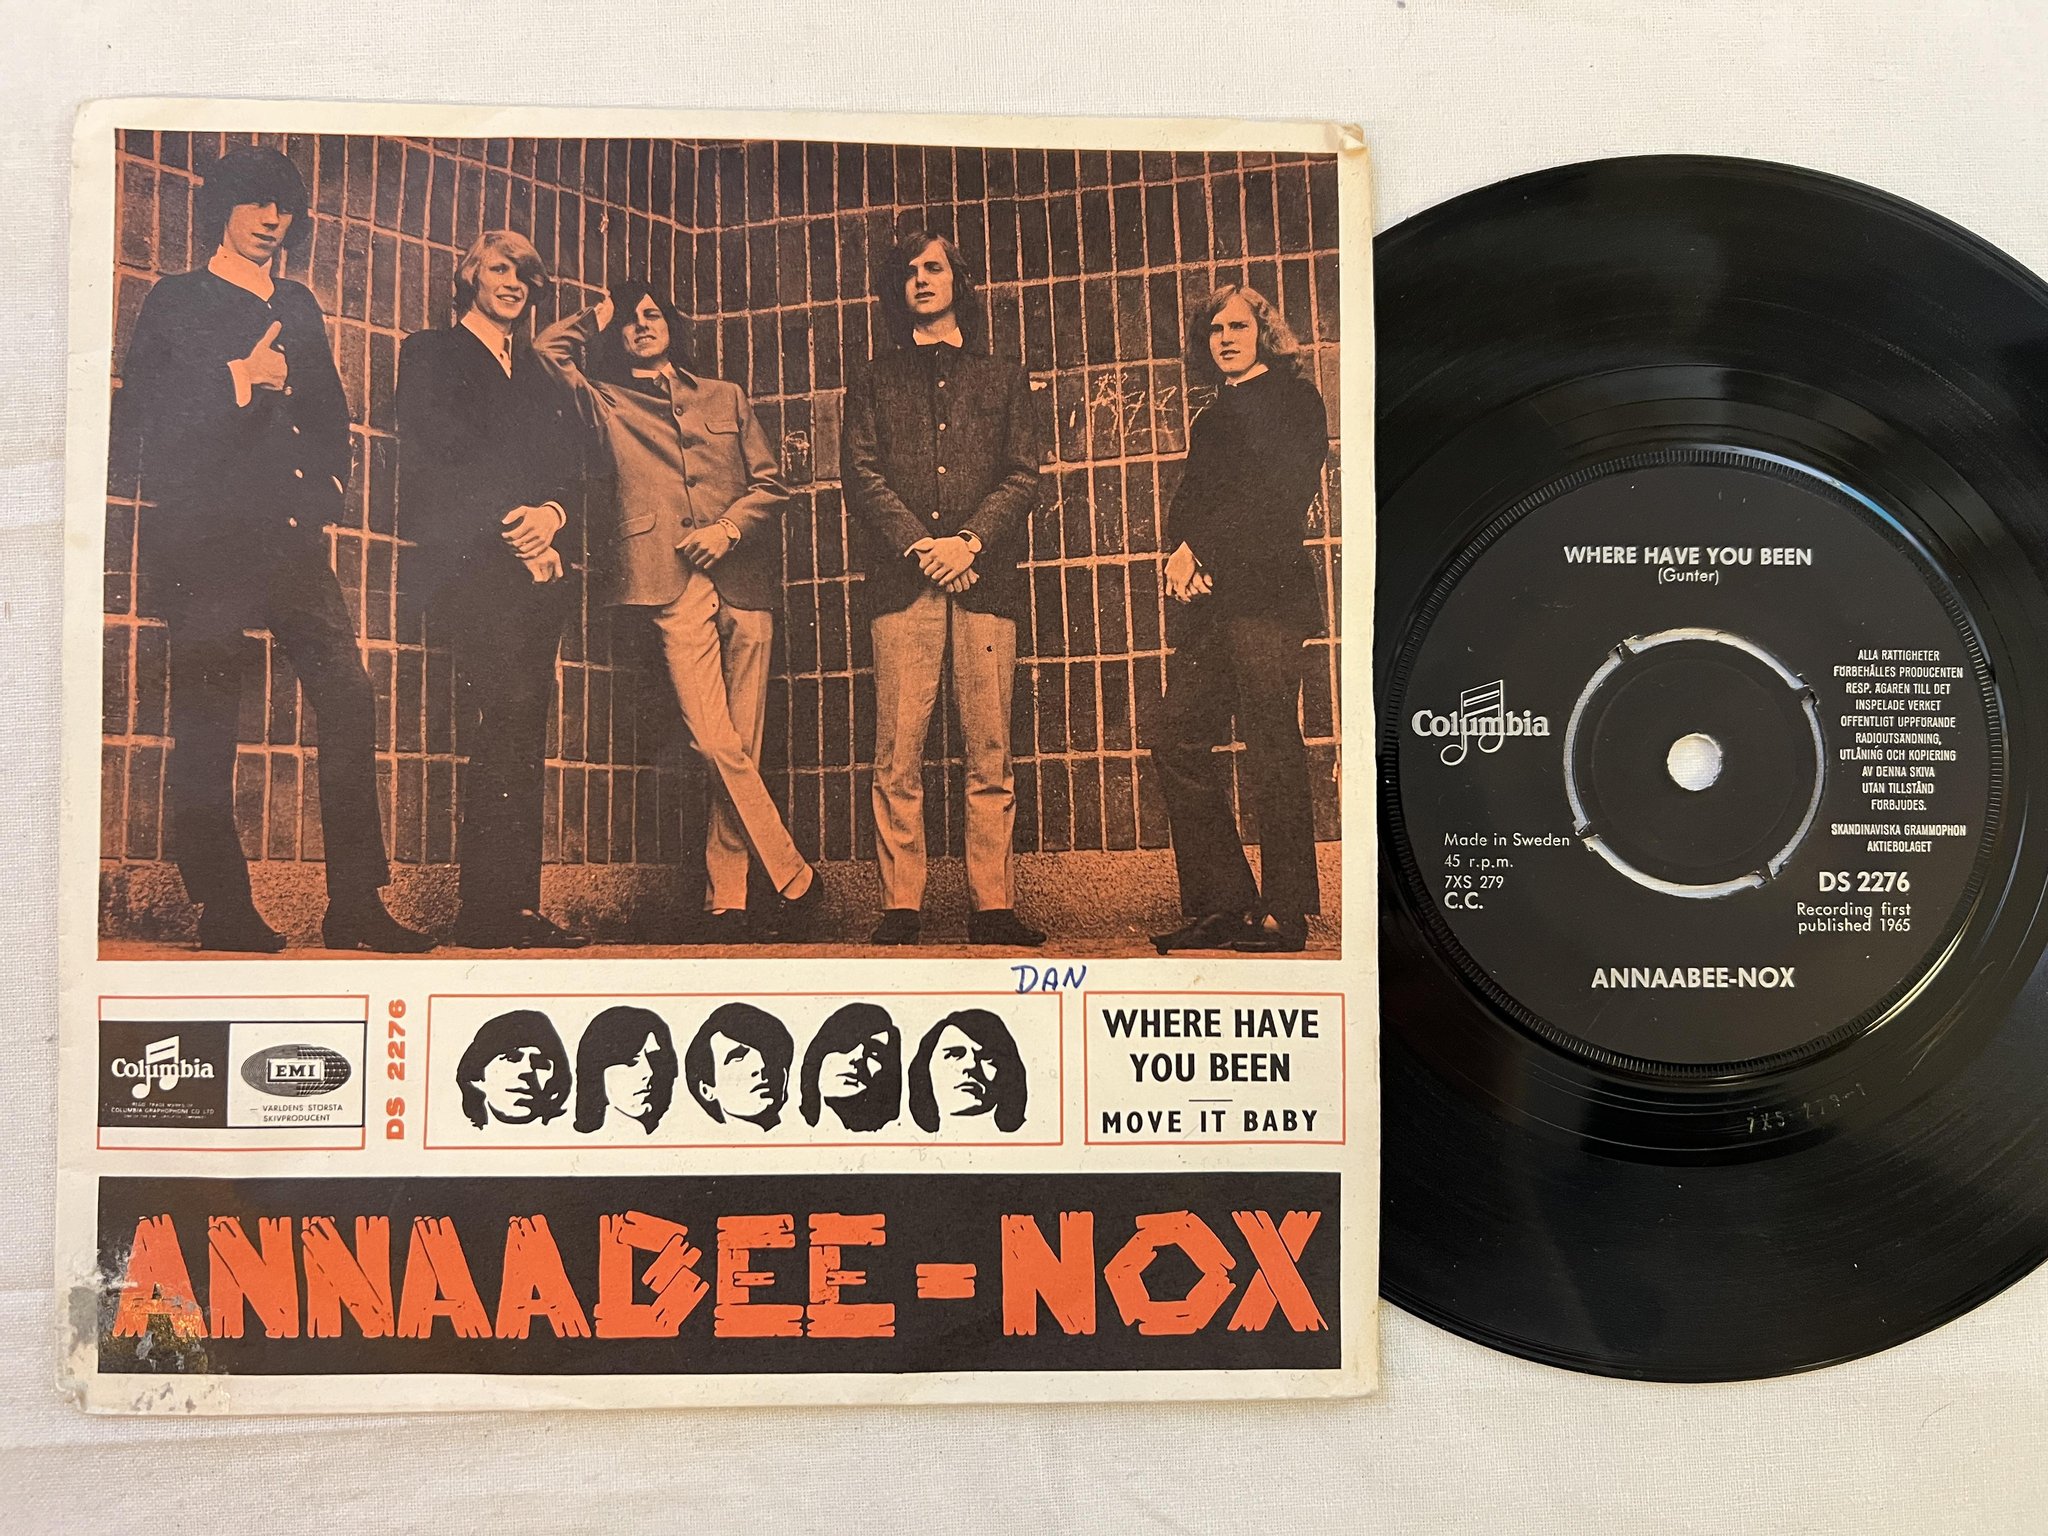 DAN
Columbia
EMI
VÄRLDENS STÖRSTA
SKIVPRODUCENT
DS 2276
WHERE HAVE
YOU BEEN
MOVE IT BABY
ANNAABEE-NOX
WHERE HAVE YOU BEEN
(Gunter)
Columbia
ALLA RÄTTIGHETER
FÖRBEHÅLLES PRODUCENTEN
RESP. ÄGAREN TILL DET
INSPELADE VERKET
OFFENTLIGT UPPFÖRANDE
RADIOUTSÄNDNING,
UTLÅNING OCH KOPIERING
AV DENNA SKIVA
UTAN TILLSTÅND
FÖRBJUDES.
SKANDINAVISKA GRAMMOPHON
AKTIEBOLAGET
Made in Sweden
45 r.p.m.
7XS 279
C.C.
DS 2276
Recording first
published 1965
ANNAABEE-NOX
7XS 279-1